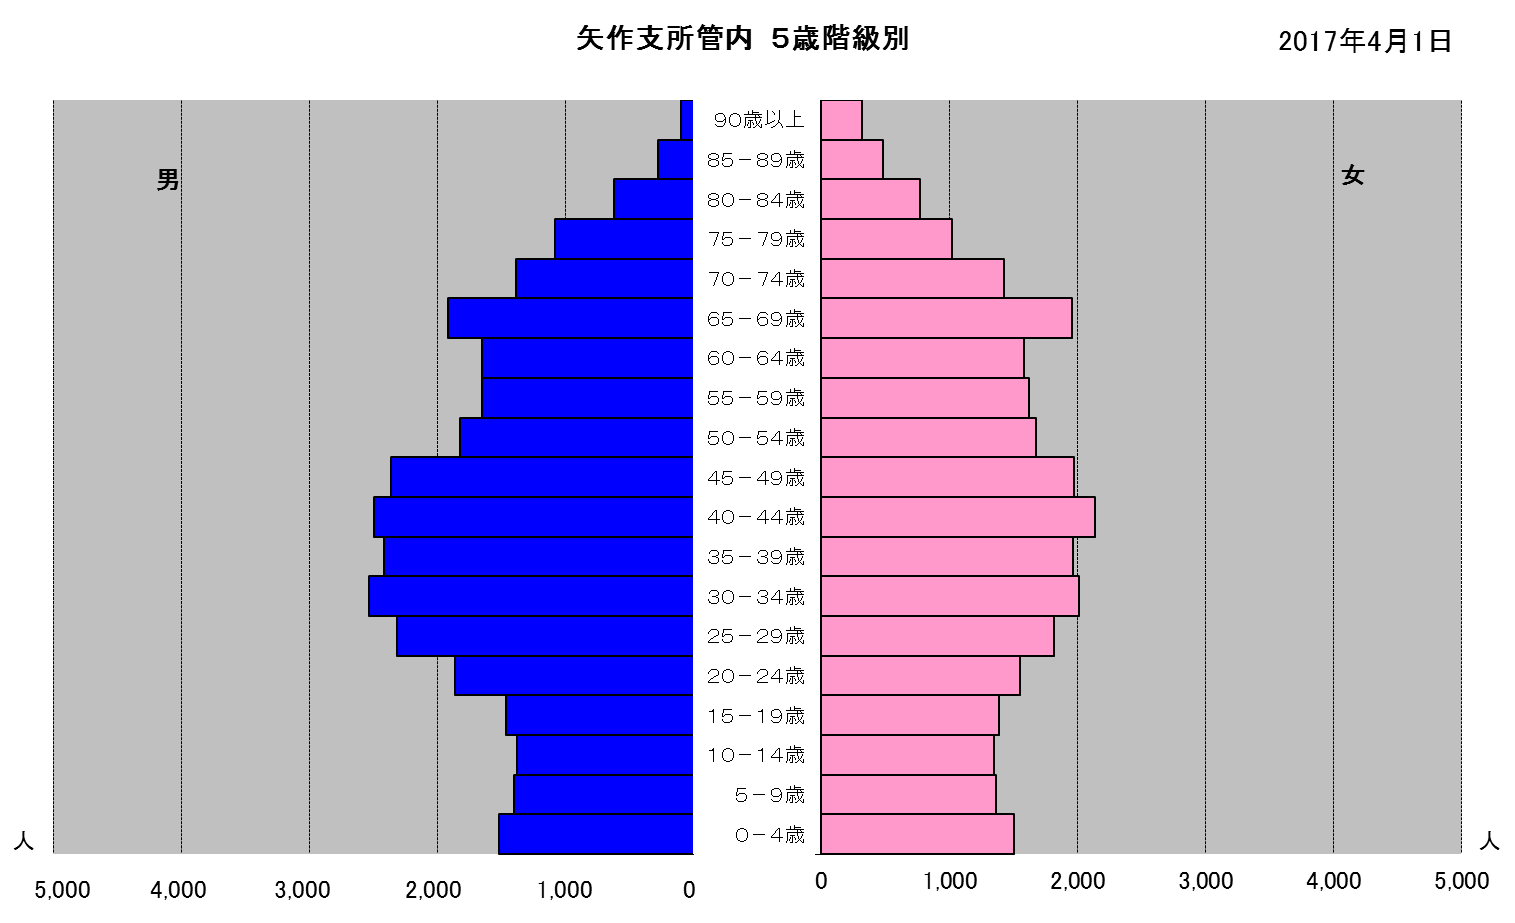 矢作支所管内 5歳階級別
2017年4月1日
男
女
90歳以上
85－89歳
80－84歳
75－79歳
70－74歳
65－69歳
60－64歳
55－59歳
50－54歳
45－49歳
40－44歳
35－39歳
30－34歳
25－29歳
20－24歳
15－19歳
10－14歳
5－9歳
0－4歳
人
人
5,000 4,000 3,000 2,000 1,000 0
0 1,000 2,000 3,000 4,000 5,000